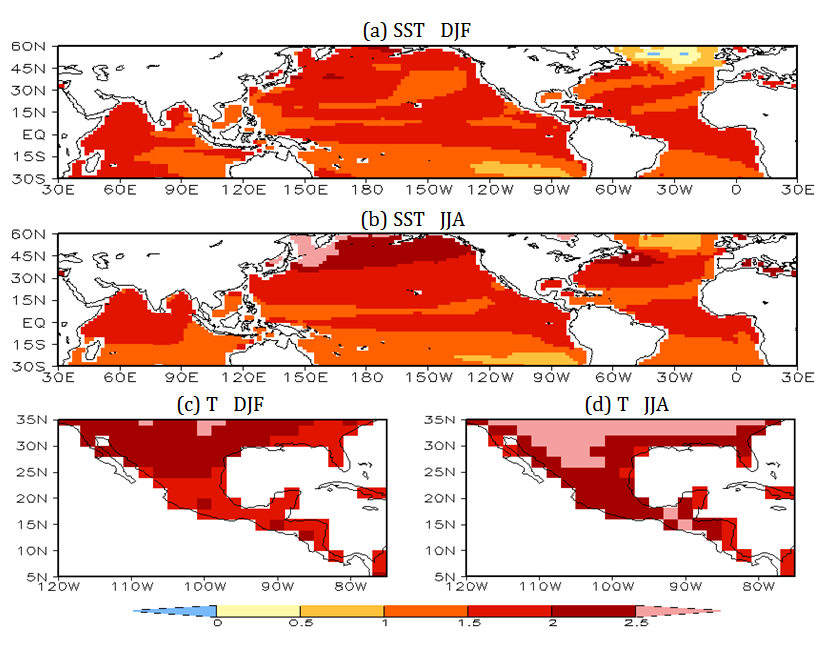 (a) SST DJF
60N
45N
30N
15N
EQ
15S
30S
30E 60E 90E 120E 150E 180 150W 120W 90W 60W 30W 0 30E
(b) SST JJA
60N
45N
30N
15N
EQ
15S
30S
30E 60E 90E 120E 150E 180 150W 120W 90W 60W 30W 0 30E
(c) T DJF (d) T JJA
35N 35N
30N 30N
25N 25N
20N 20N
15N 15N
10N 10N
5N 5N
120W 110W 100W 90W 80W 120W 110W 100W 90W 80W
0 0.5 1 1.5 2 2.5